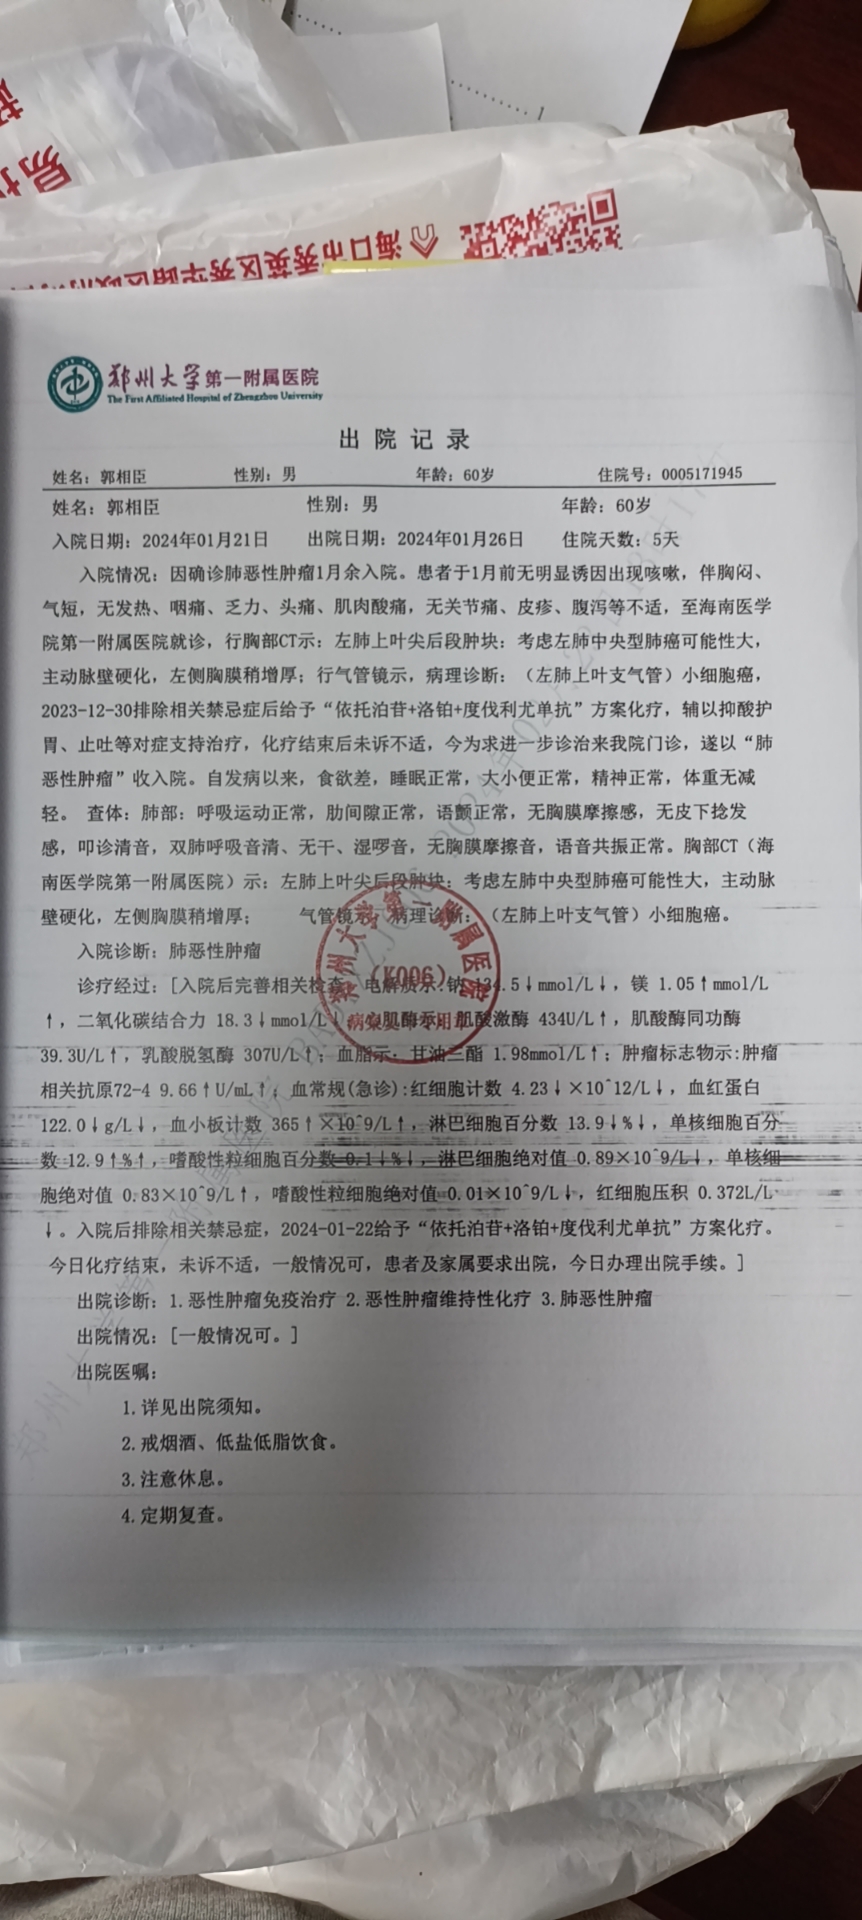 海口市秀英区秀华路
郑州大学第一附属医院
The First Affiliated Hospital of Zhengzhou University
出院记录
姓名：郭相臣 性别：男 年龄：60岁 住院号：0005171945
姓名：郭相臣 性别：男 年龄：60岁
入院日期：2024年01月21日 出院日期：2024年01月26日 住院天数：5天
入院情况：因确诊肺恶性肿瘤1月余入院。患者于1月前无明显诱因出现咳嗽，伴胸闷、
气短，无发热、咽痛、乏力、头痛、肌肉酸痛，无关节痛、皮疹、腹泻等不适，至海南医学
院第一附属医院就诊，行胸部CT示：左肺上叶尖后段肿块：考虑左肺中央型肺癌可能性大，
主动脉壁硬化，左侧胸膜稍增厚；行气管镜示，病理诊断：（左肺上叶支气管）小细胞癌，
2023-12-30排除相关禁忌症后给予“依托泊苷+洛铂+度伐利尤单抗”方案化疗，辅以抑酸护
胃、止吐等对症支持治疗，化疗结束后未诉不适，今为求进一步诊治来我院门诊，遂以“肺
恶性肿瘤”收入院。自发病以来，食欲差，睡眠正常，大小便正常，精神正常，体重无减
轻。 查体：肺部：呼吸运动正常，肋间隙正常，语颤正常，无胸膜摩擦感，无皮下捻发
感，叩诊清音，双肺呼吸音清、无干、湿啰音，无胸膜摩擦音，语音共振正常。胸部CT（海
南医学院第一附属医院）示：左肺上叶尖后段肿块：考虑左肺中央型肺癌可能性大，主动脉
壁硬化，左侧胸膜稍增厚； 气管镜示，病理诊断：（左肺上叶支气管）小细胞癌。
入院诊断：肺恶性肿瘤
诊疗经过：[入院后完善相关检查，电解质示：钠 134.5↓mmol/L↓，镁 1.05↑mmol/L
↑，二氧化碳结合力 18.3↓mmol/L↓；心肌酶示：肌酸激酶 434U/L↑，肌酸酶同功酶
39.3U/L↑，乳酸脱氢酶 307U/L↑；血脂示：甘油三酯 1.98mmol/L↑；肿瘤标志物示：肿瘤
相关抗原72-4 9.66↑U/mL↑；血常规(急诊)：红细胞计数 4.23↓×10^12/L↓，血红蛋白
122.0↓g/L↓，血小板计数 365↑×10^9/L↑，淋巴细胞百分数 13.9↓%↓，单核细胞百分
数 12.9↑%↑，嗜酸性粒细胞百分数 0.1↓%↓，淋巴细胞绝对值 0.89×10^9/L↓，单核细
胞绝对值 0.83×10^9/L↑，嗜酸性粒细胞绝对值 0.01×10^9/L↓，红细胞压积 0.372L/L
↓。入院后排除相关禁忌症，2024-01-22给予“依托泊苷+洛铂+度伐利尤单抗”方案化疗。
今日化疗结束，未诉不适，一般情况可，患者及家属要求出院，今日办理出院手续。]
出院诊断：1.恶性肿瘤免疫治疗 2.恶性肿瘤维持性化疗 3.肺恶性肿瘤
出院情况：[一般情况可。]
出院医嘱：
1.详见出院须知。
2.戒烟酒、低盐低脂饮食。
3.注意休息。
4.定期复查。
郑州大学第一附属医院
(K006)
病案复印专用章